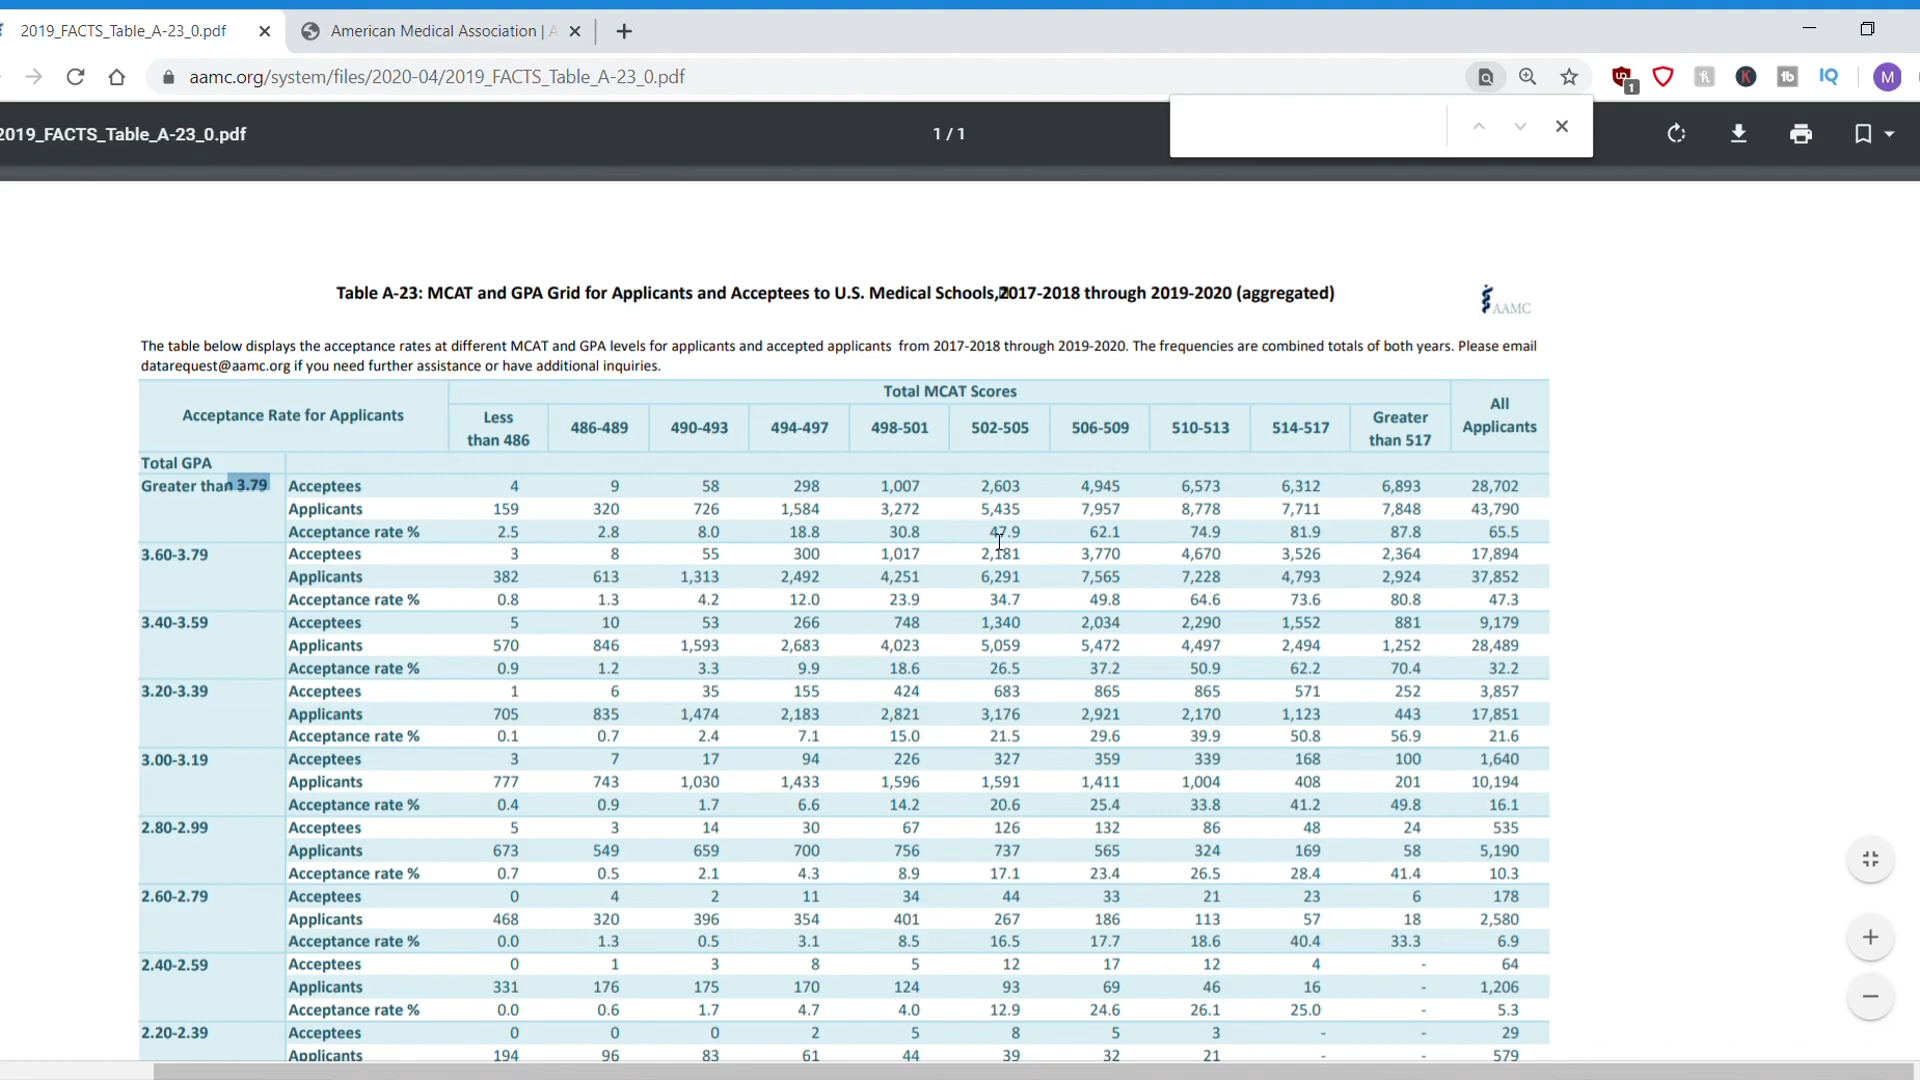 2019_FACTS_Table_A-23_0.pdf
American Medical Association | A
aamc.org/system/files/2020-04/2019_FACTS_Table_A-23_0.pdf
1
tb
IQ
M
2019_FACTS_Table_A-23_0.pdf
1 / 1
Table A-23: MCAT and GPA Grid for Applicants and Acceptees to U.S. Medical Schools, 2017-2018 through 2019-2020 (aggregated)
AAMC
The table below displays the acceptance rates at different MCAT and GPA levels for applicants and accepted applicants from 2017-2018 through 2019-2020. The frequencies are combined totals of both years. Please email
datarequest@aamc.org if you need further assistance or have additional inquiries.
Total MCAT Scores
Acceptance Rate for Applicants Less than 486 486-489 490-493 494-497 498-501 502-505 506-509 510-513 514-517 Greater than 517 All Applicants
Total GPA
Greater than 3.79 Acceptees 4 9 58 298 1,007 2,603 4,945 6,573 6,312 6,893 28,702
Applicants 159 320 726 1,584 3,272 5,435 7,957 8,778 7,711 7,848 43,790
Acceptance rate % 2.5 2.8 8.0 18.8 30.8 47.9 62.1 74.9 81.9 87.8 65.5
3.60-3.79 Acceptees 3 8 55 300 1,017 2,181 3,770 4,670 3,526 2,364 17,894
Applicants 382 613 1,313 2,492 4,251 6,291 7,565 7,228 4,793 2,924 37,852
Acceptance rate % 0.8 1.3 4.2 12.0 23.9 34.7 49.8 64.6 73.6 80.8 47.3
3.40-3.59 Acceptees 5 10 53 266 748 1,340 2,034 2,290 1,552 881 9,179
Applicants 570 846 1,593 2,683 4,023 5,059 5,472 4,497 2,494 1,252 28,489
Acceptance rate % 0.9 1.2 3.3 9.9 18.6 26.5 37.2 50.9 62.2 70.4 32.2
3.20-3.39 Acceptees 1 6 35 155 424 683 865 865 571 252 3,857
Applicants 705 835 1,474 2,183 2,821 3,176 2,921 2,170 1,123 443 17,851
Acceptance rate % 0.1 0.7 2.4 7.1 15.0 21.5 29.6 39.9 50.8 56.9 21.6
3.00-3.19 Acceptees 3 7 17 94 226 327 359 339 168 100 1,640
Applicants 777 743 1,030 1,433 1,596 1,591 1,411 1,004 408 201 10,194
Acceptance rate % 0.4 0.9 1.7 6.6 14.2 20.6 25.4 33.8 41.2 49.8 16.1
2.80-2.99 Acceptees 5 3 14 30 67 126 132 86 48 24 535
Applicants 673 549 659 700 756 737 565 324 169 58 5,190
Acceptance rate % 0.7 0.5 2.1 4.3 8.9 17.1 23.4 26.5 28.4 41.4 10.3
2.60-2.79 Acceptees 0 4 2 11 34 44 33 21 23 6 178
Applicants 468 320 396 354 401 267 186 113 57 18 2,580
Acceptance rate % 0.0 1.3 0.5 3.1 8.5 16.5 17.7 18.6 40.4 33.3 6.9
2.40-2.59 Acceptees 0 1 3 8 5 12 17 12 4 - 64
Applicants 331 176 175 170 124 93 69 46 16 - 1,206
Acceptance rate % 0.0 0.6 1.7 4.7 4.0 12.9 24.6 26.1 25.0 - 5.3
2.20-2.39 Acceptees 0 0 0 2 5 8 5 3 - - 29
Applicants 194 96 83 61 44 39 32 21 - - 579